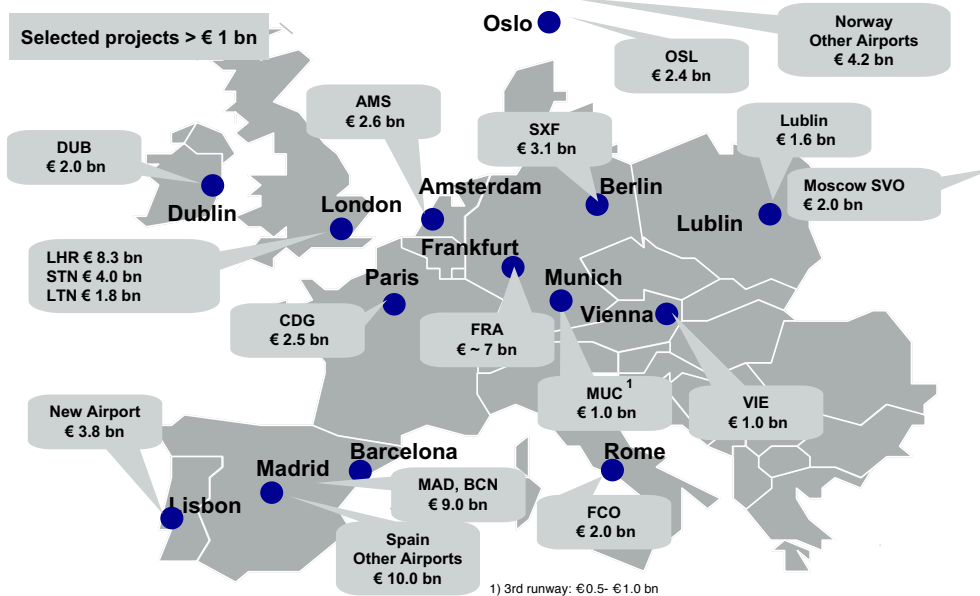 Selected projects > € 1 bn
Oslo
Norway
Other Airports
€ 4.2 bn
OSL
€ 2.4 bn
AMS
€ 2.6 bn
SXF
€ 3.1 bn
Lublin
€ 1.6 bn
DUB
€ 2.0 bn
Moscow SVO
€ 2.0 bn
Dublin
London
Amsterdam
Berlin
Lublin
LHR € 8.3 bn
STN € 4.0 bn
LTN € 1.8 bn
Frankfurt
Paris
Munich
Vienna
CDG
€ 2.5 bn
FRA
€ ~ 7 bn
MUC 1
€ 1.0 bn
VIE
€ 1.0 bn
New Airport
€ 3.8 bn
Barcelona
Madrid
Rome
MAD, BCN
€ 9.0 bn
Lisbon
FCO
€ 2.0 bn
Spain
Other Airports
€ 10.0 bn
1) 3rd runway: €0.5- €1.0 bn